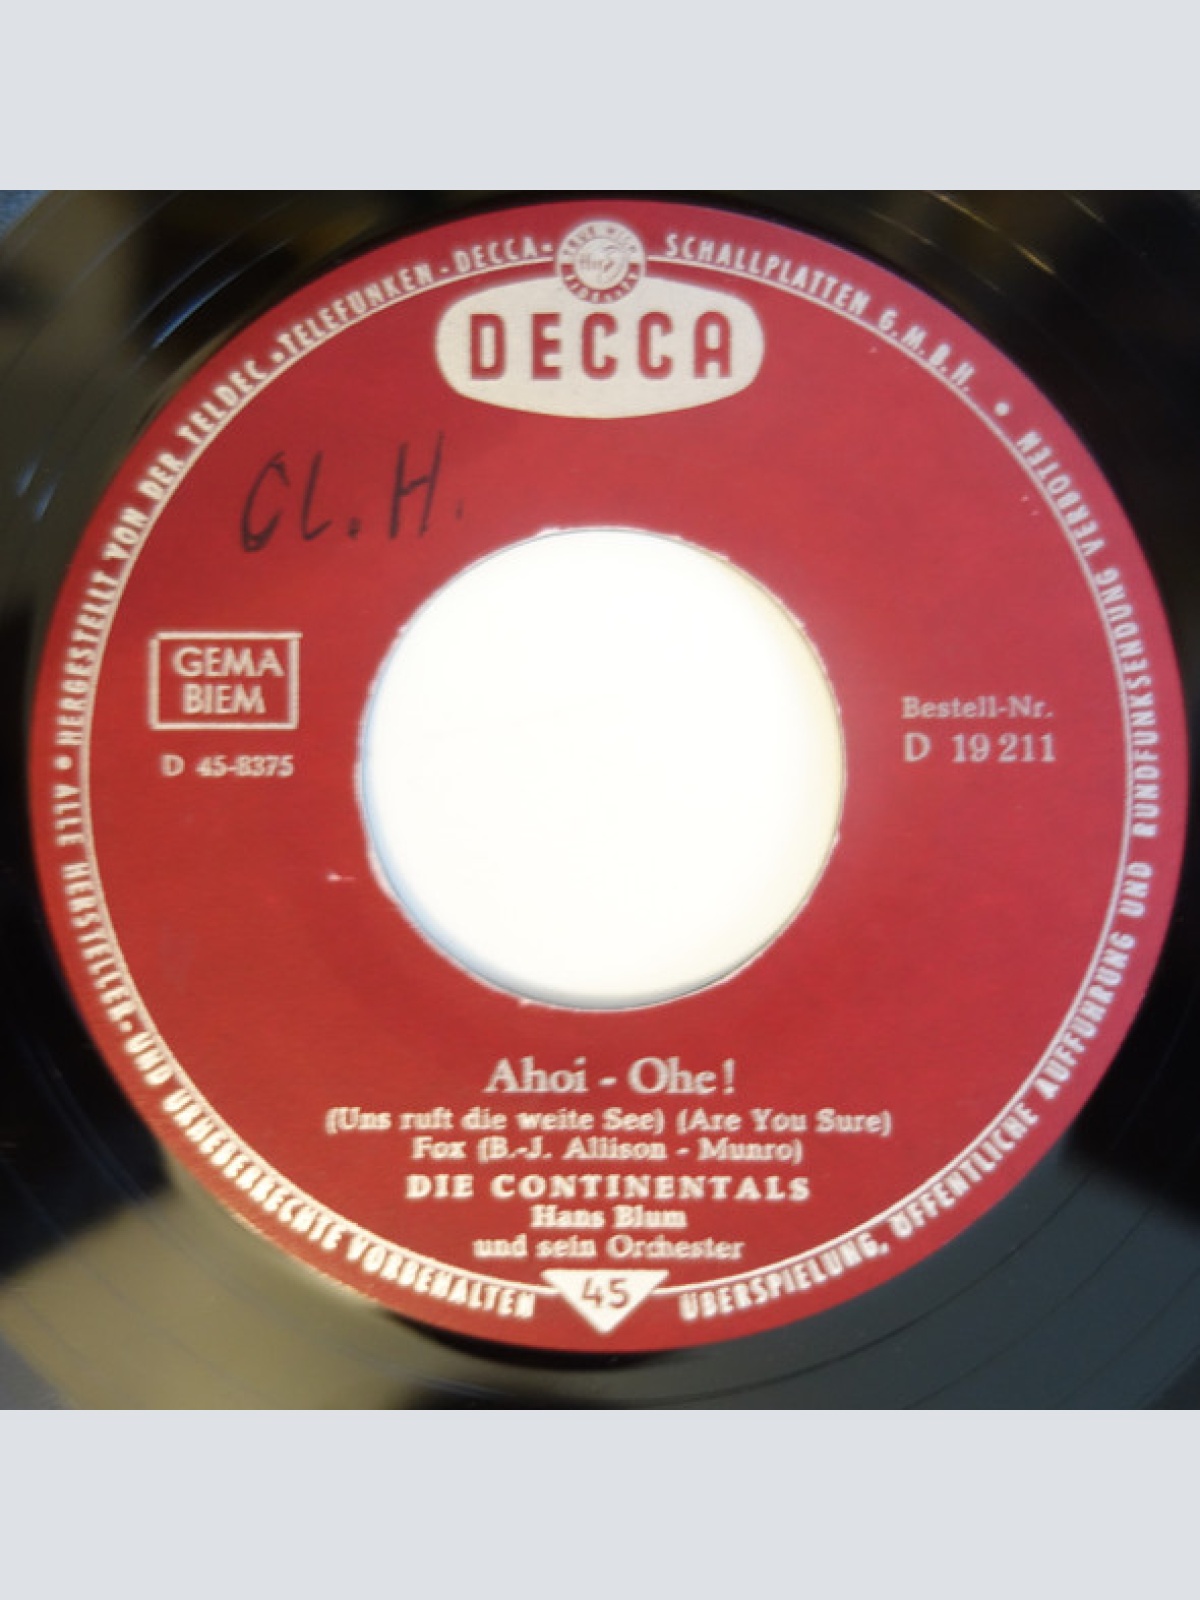 • HERGESTELLT VON DER TELDEC »TELEFUNKEN-DECCA« SCHALLPLATTEN G.M.B.H. •
DECCA
CL. H.
GEMA
BIEM
D 45-8375
Bestell-Nr.
D 19 211
Ahoi - Ohe!
(Uns ruft die weite See) (Are You Sure)
Fox (B.-J. Allison - Munro)
DIE CONTINENTALS
Hans Blum
und sein Orchester
45
ALLE HERSTELLER- UND URHEBERRECHTE VORBEHALTEN
ÜBERSPIELUNG, ÖFFENTLICHE AUFFÜHRUNG UND RUNDFUNKSENDUNG VERBOTEN